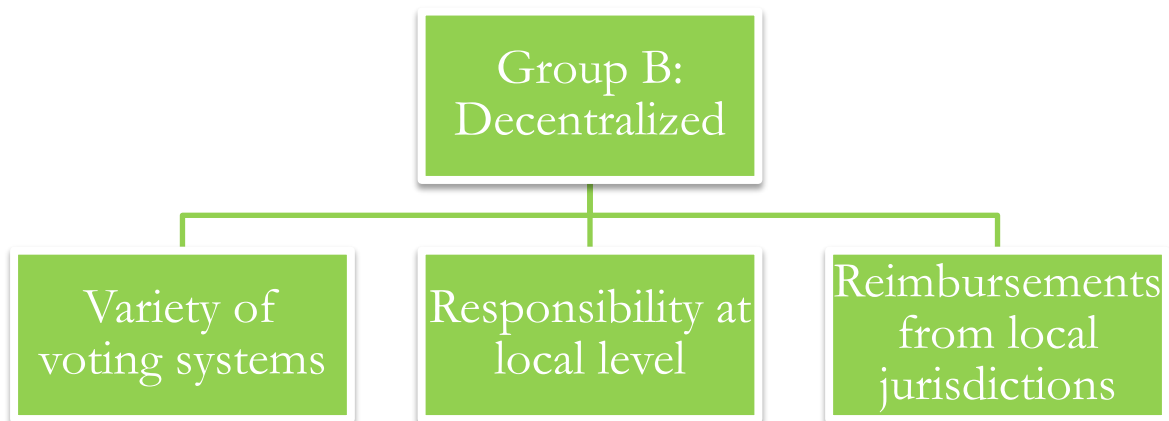 Group B:
Decentralized
Variety of
voting systems
Responsibility at
local level
Reimbursements
from local
jurisdictions